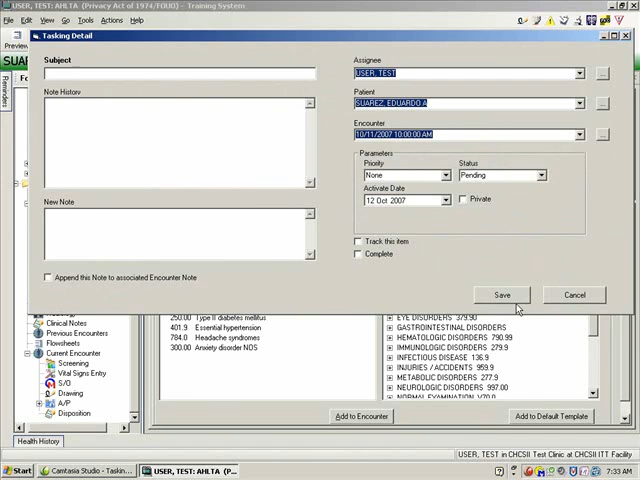 USER, TEST: AHLTA (Privacy Act of 1974/FOUO) - Training System
File Edit View Go Tools Actions Help
Tasking Detail
Preview
SUAR
Reminders
Subject
Note History
New Note
Append this Note to associated Encounter Note
Assignee
USER, TEST
Patient
SUAREZ, EDUARDO A
Encounter
10/11/2007 10:00:00 AM
Parameters
Priority
Status
None
Pending
Activate Date
12 Oct 2007
Private
Track this item
Complete
Save
Cancel
Clinical Notes
Previous Encounters
Flowsheets
Current Encounter
Screening
Vital Signs Entry
S/O
Drawing
A/P
Disposition
250.00 Type II diabetes mellitus
401.9 Essential hypertension
784.0 Headache syndromes
300.00 Anxiety disorder NOS
EYE DISORDERS 379.90
GASTROINTESTINAL DISORDERS
HEMATOLOGIC DISORDERS 790.99
IMMUNOLOGIC DISORDERS 279.9
INFECTIOUS DISEASE 136.9
INJURIES / ACCIDENTS 959.9
METABOLIC DISORDERS 277.9
NEUROLOGIC DISORDERS 997.00
NORMAL EXAMINATION V70.0
Add to Encounter
Add to Default Template
Health History
USER, TEST in CHCSII Test Clinic at CHCSII ITT Facility
Start
Camtasia Studio - Taskin...
USER, TEST: AHLTA (P...
7:33 AM